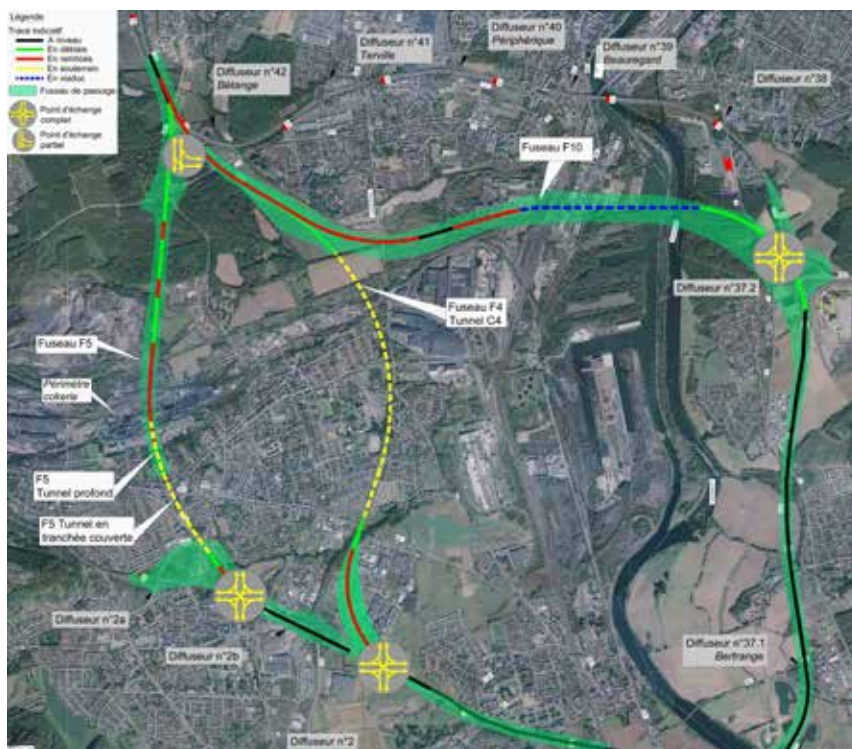 Légende
Tracé indicatif
A niveau
En déblais
En remblais
En souterrain
En viaduc
Fuseau de passage
Point d'échange
complet
Point d'échange
partiel
Diffuseur n°42
Bétange
Diffuseur n°41
Terville
Diffuseur n°40
Périphérique
Diffuseur n°39
Beauregard
Diffuseur n°38
Fuseau F10
Diffuseur n°37.2
Fuseau F4
Tunnel C4
Fuseau F5
Périmètre
cokerie
F5
Tunnel profond
F5 Tunnel en
tranchée couverte
Diffuseur n°2a
Diffuseur n°2b
Diffuseur n°2
Diffuseur n°37.1
Bertrange